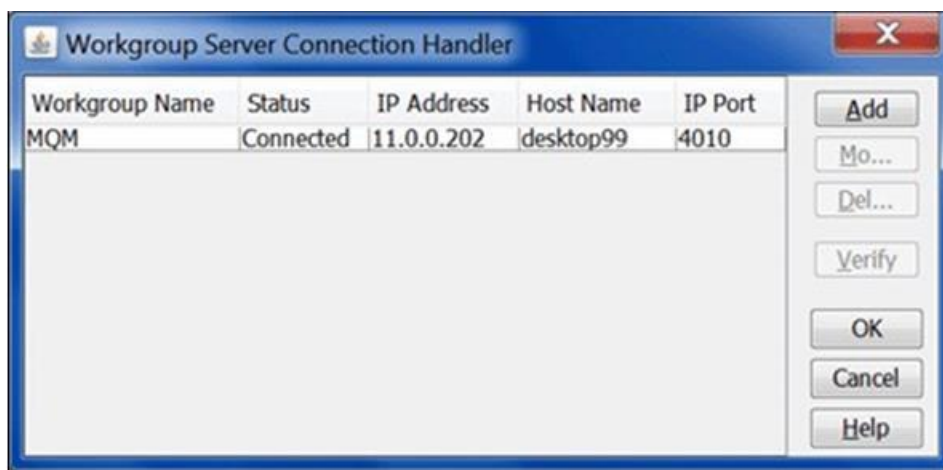 Workgroup Server Connection Handler
Workgroup Name Status IP Address Host Name IP Port
MQM Connected 11.0.0.202 desktop99 4010
Add
Mo...
Del...
Verify
OK
Cancel
Help